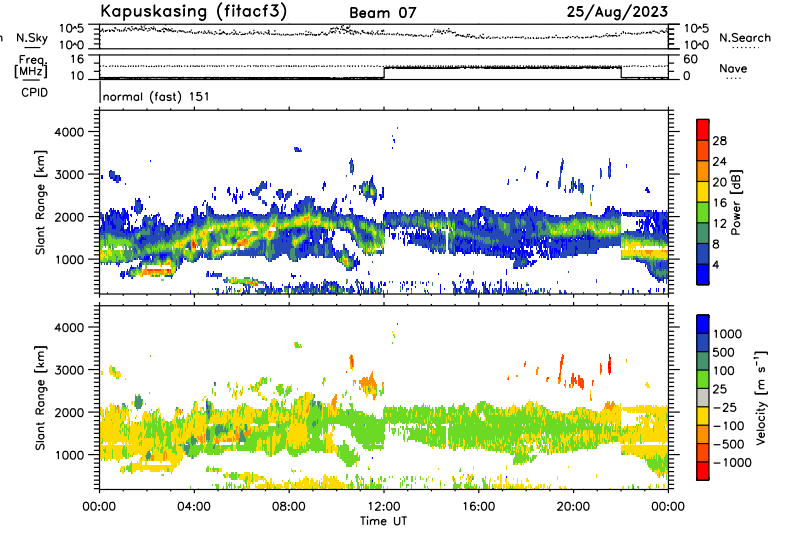 Kapuskasing (fitacf3) Beam 07 25/Aug/2023
n N.Sky 10^5 10^5 N.Search
10^0 10^0
Freq. 16 60 Nave
[MHz] 10 0
CPID normal (fast) 151
4000
3000
2000
1000
Slant Range [km]
28
24
20
16
12
8
4
Power [dB]
4000
3000
2000
1000
Slant Range [km]
1000
500
100
25
-25
-100
-500
-1000
Velocity [m s⁻¹]
00:00 04:00 08:00 12:00 16:00 20:00 00:00
Time UT